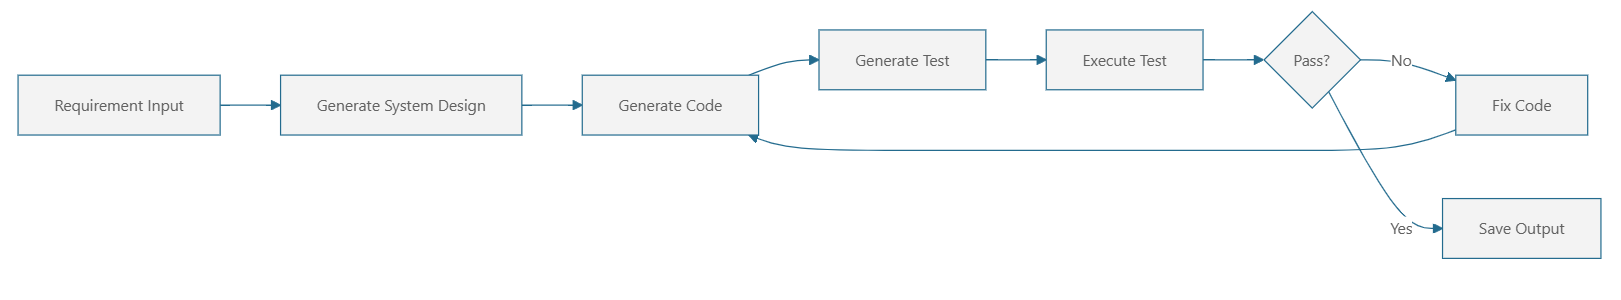 Requirement Input
Generate System Design
Generate Code
Generate Test
Execute Test
Pass?
No
Fix Code
Yes
Save Output